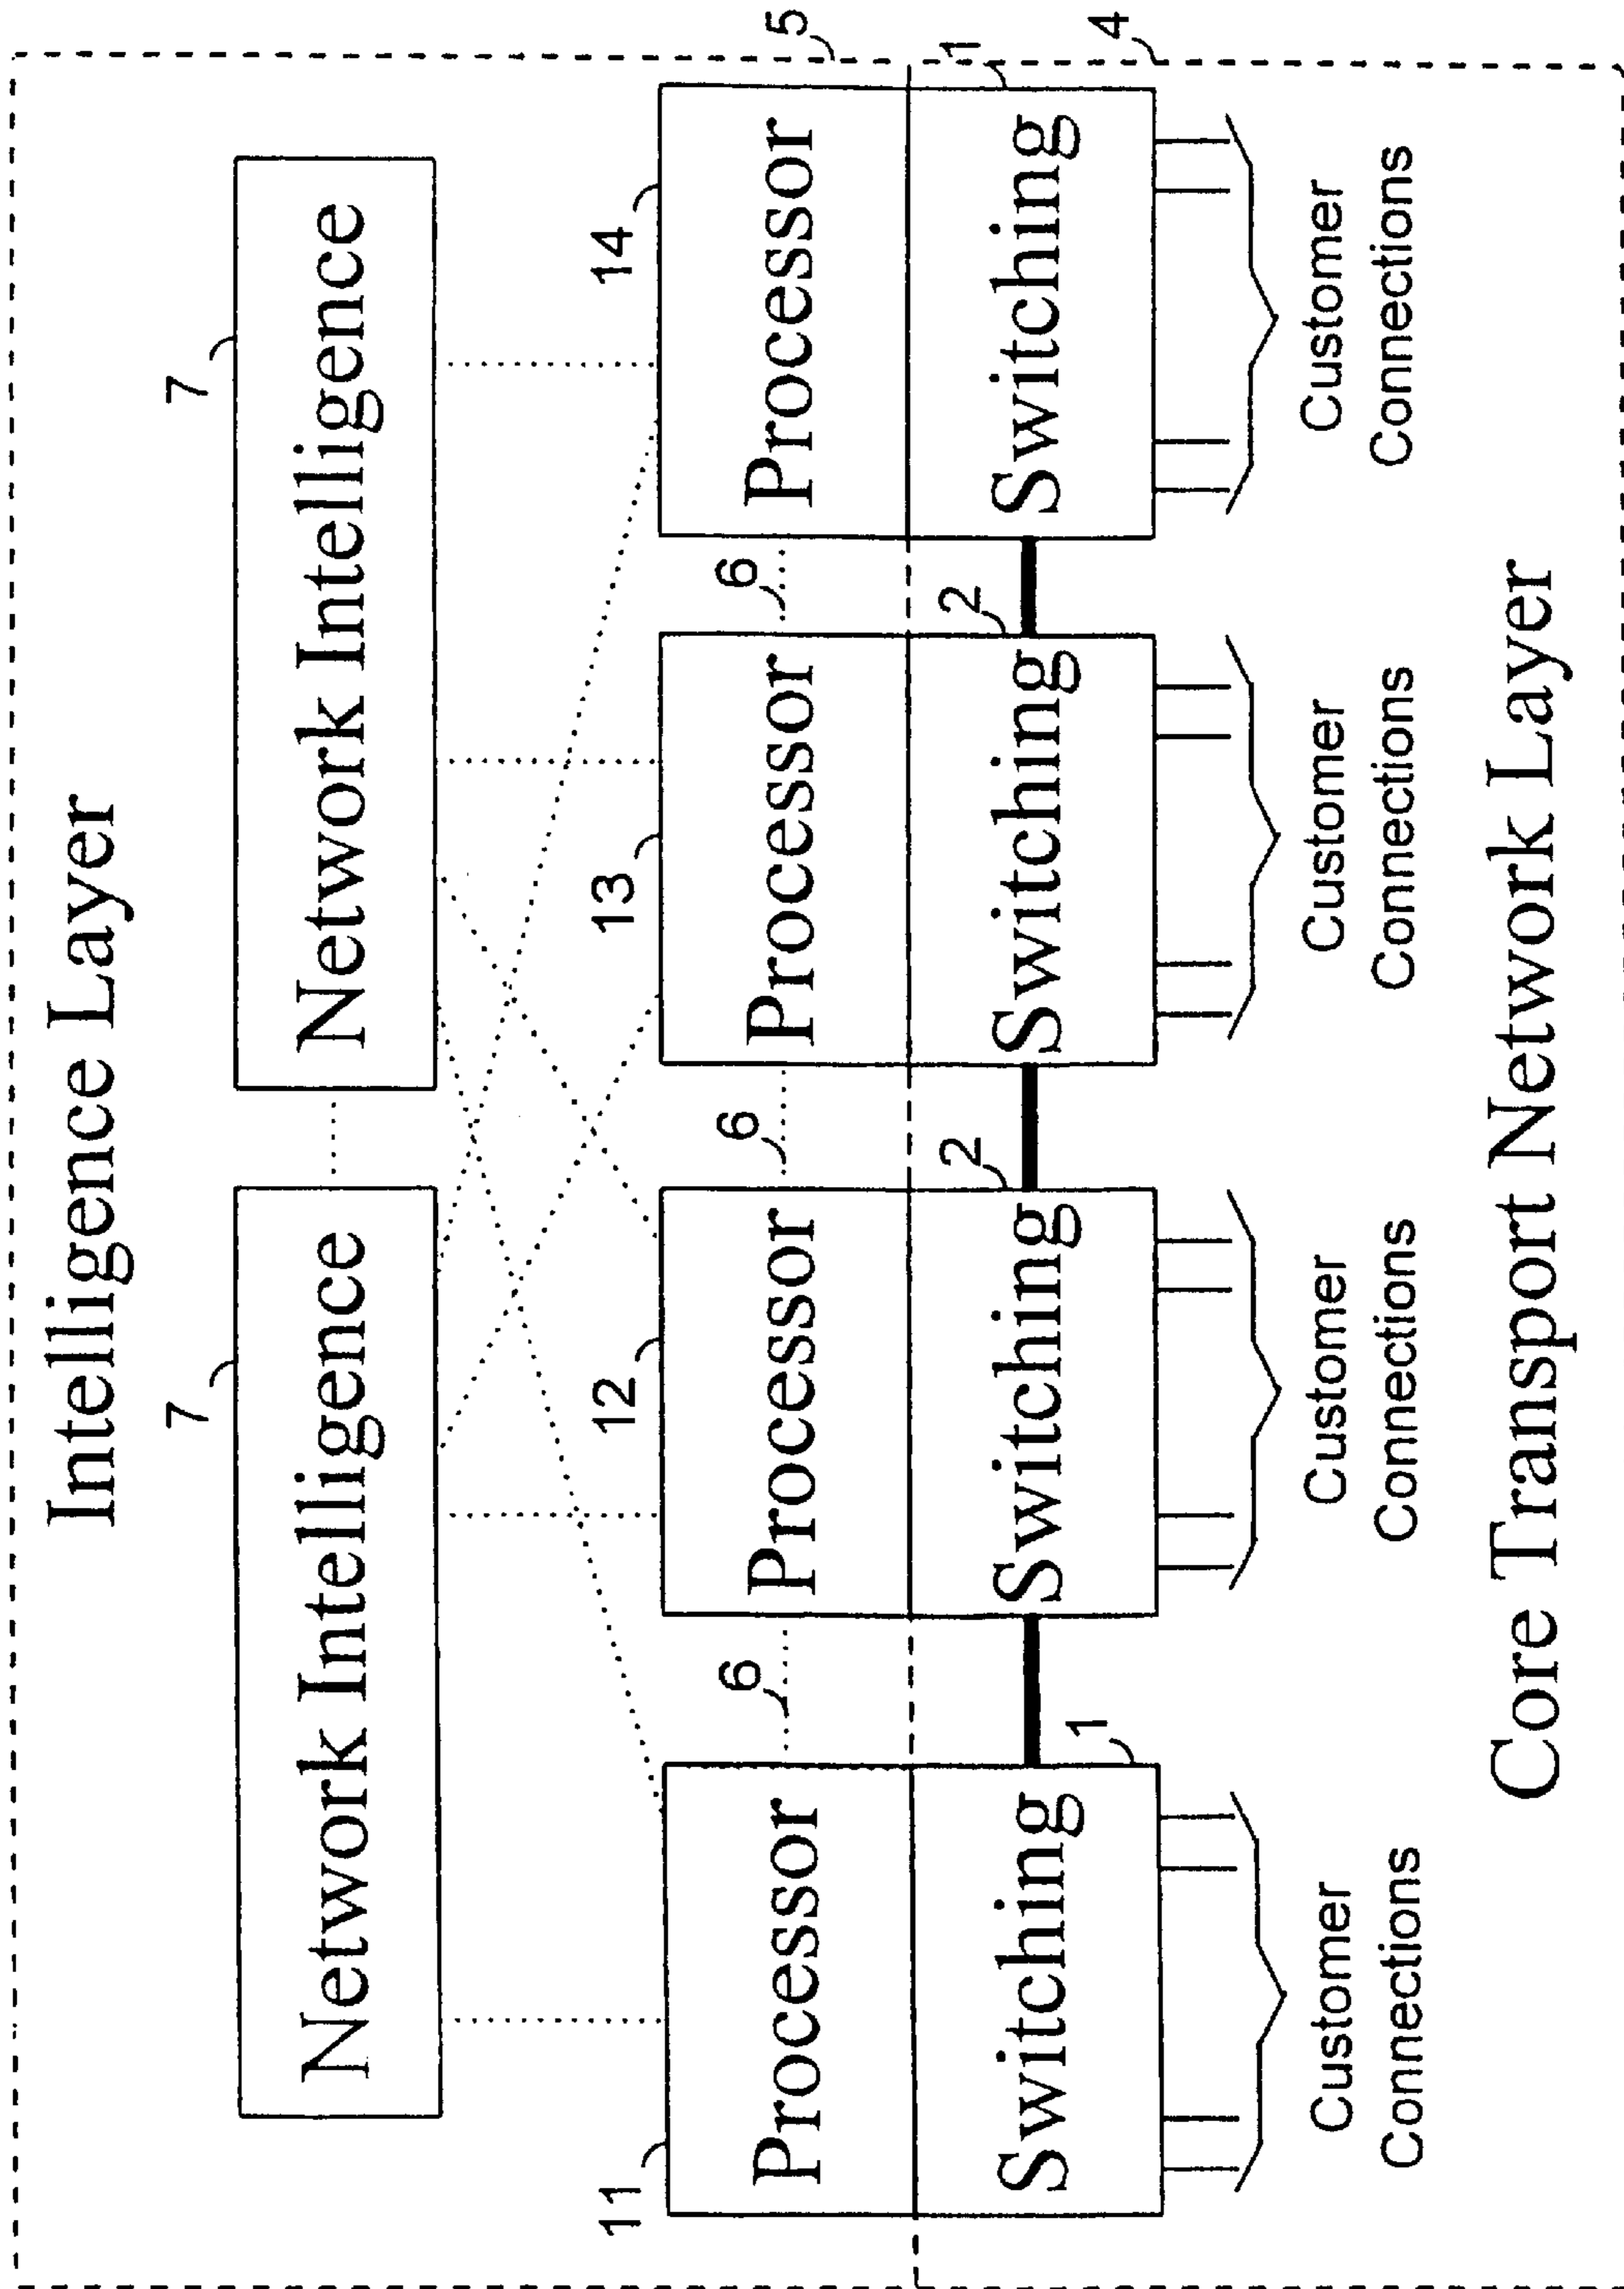 Intelligence Layer
7
7
Network Intelligence
Network Intelligence
11
12
13
14
5
Processor
Processor
Processor
Processor
6
6
6
1
2
2
1
Switching
Switching
Switching
Switching
4
Customer
Connections
Customer
Connections
Customer
Connections
Customer
Connections
Core Transport Network Layer